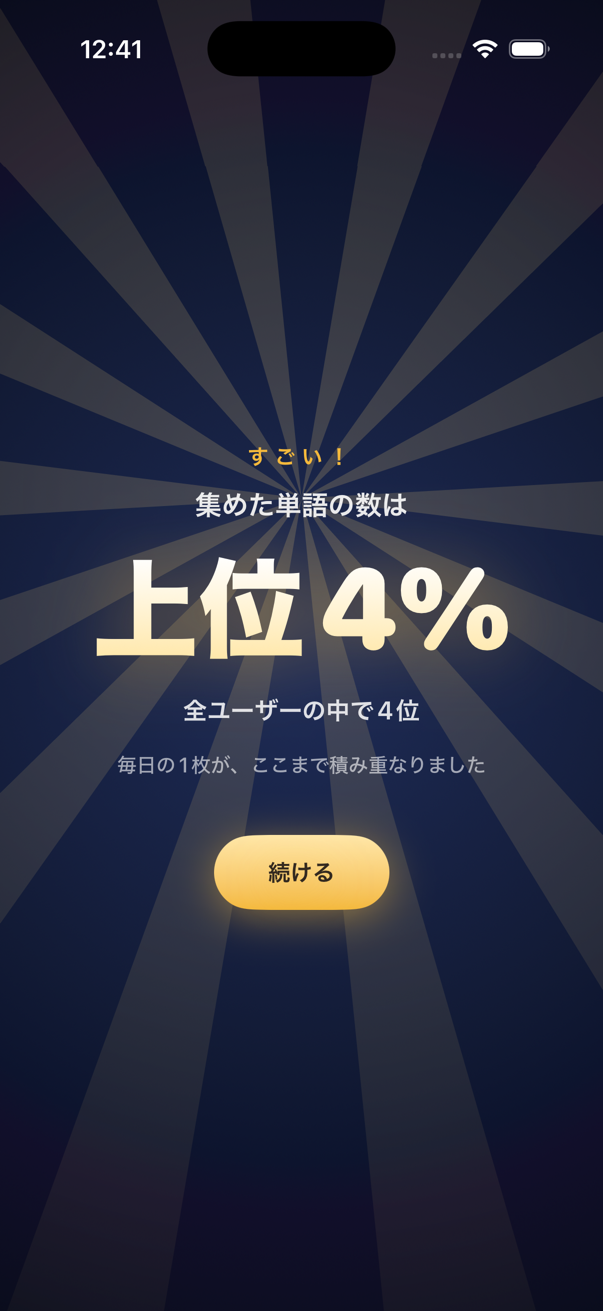 12:41
すごい！
集めた単語の数は
上位4%
全ユーザーの中で4位
毎日の1枚が、ここまで積み重なりました
続ける